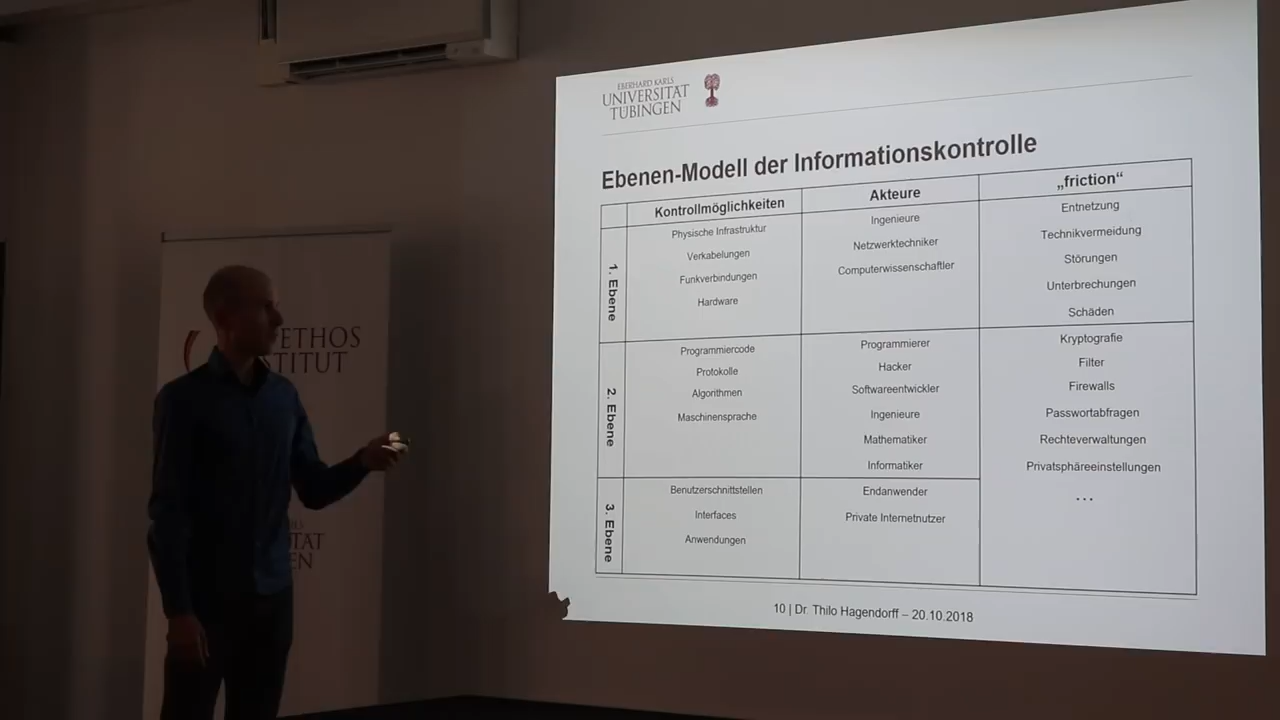 EBERHARD KARLS
UNIVERSITÄT
TÜBINGEN
Ebenen-Modell der Informationskontrolle
Kontrollmöglichkeiten
Akteure
„friction“
1. Ebene
Physische Infrastruktur
Verkabelungen
Funkverbindungen
Hardware
Ingenieure
Netzwerktechniker
Computerwissenschaftler
Entnetzung
Technikvermeidung
Störungen
Unterbrechungen
Schäden
2. Ebene
Programmiercode
Protokolle
Algorithmen
Maschinensprache
Programmierer
Hacker
Softwareentwickler
Ingenieure
Mathematiker
Informatiker
Kryptografie
Filter
Firewalls
Passwortabfragen
Rechteverwaltungen
Privatsphäreeinstellungen
...
3. Ebene
Benutzerschnittstellen
Interfaces
Anwendungen
Endanwender
Private Internetnutzer
10 | Dr. Thilo Hagendorff – 20.10.2018
ETHOS
STITUT